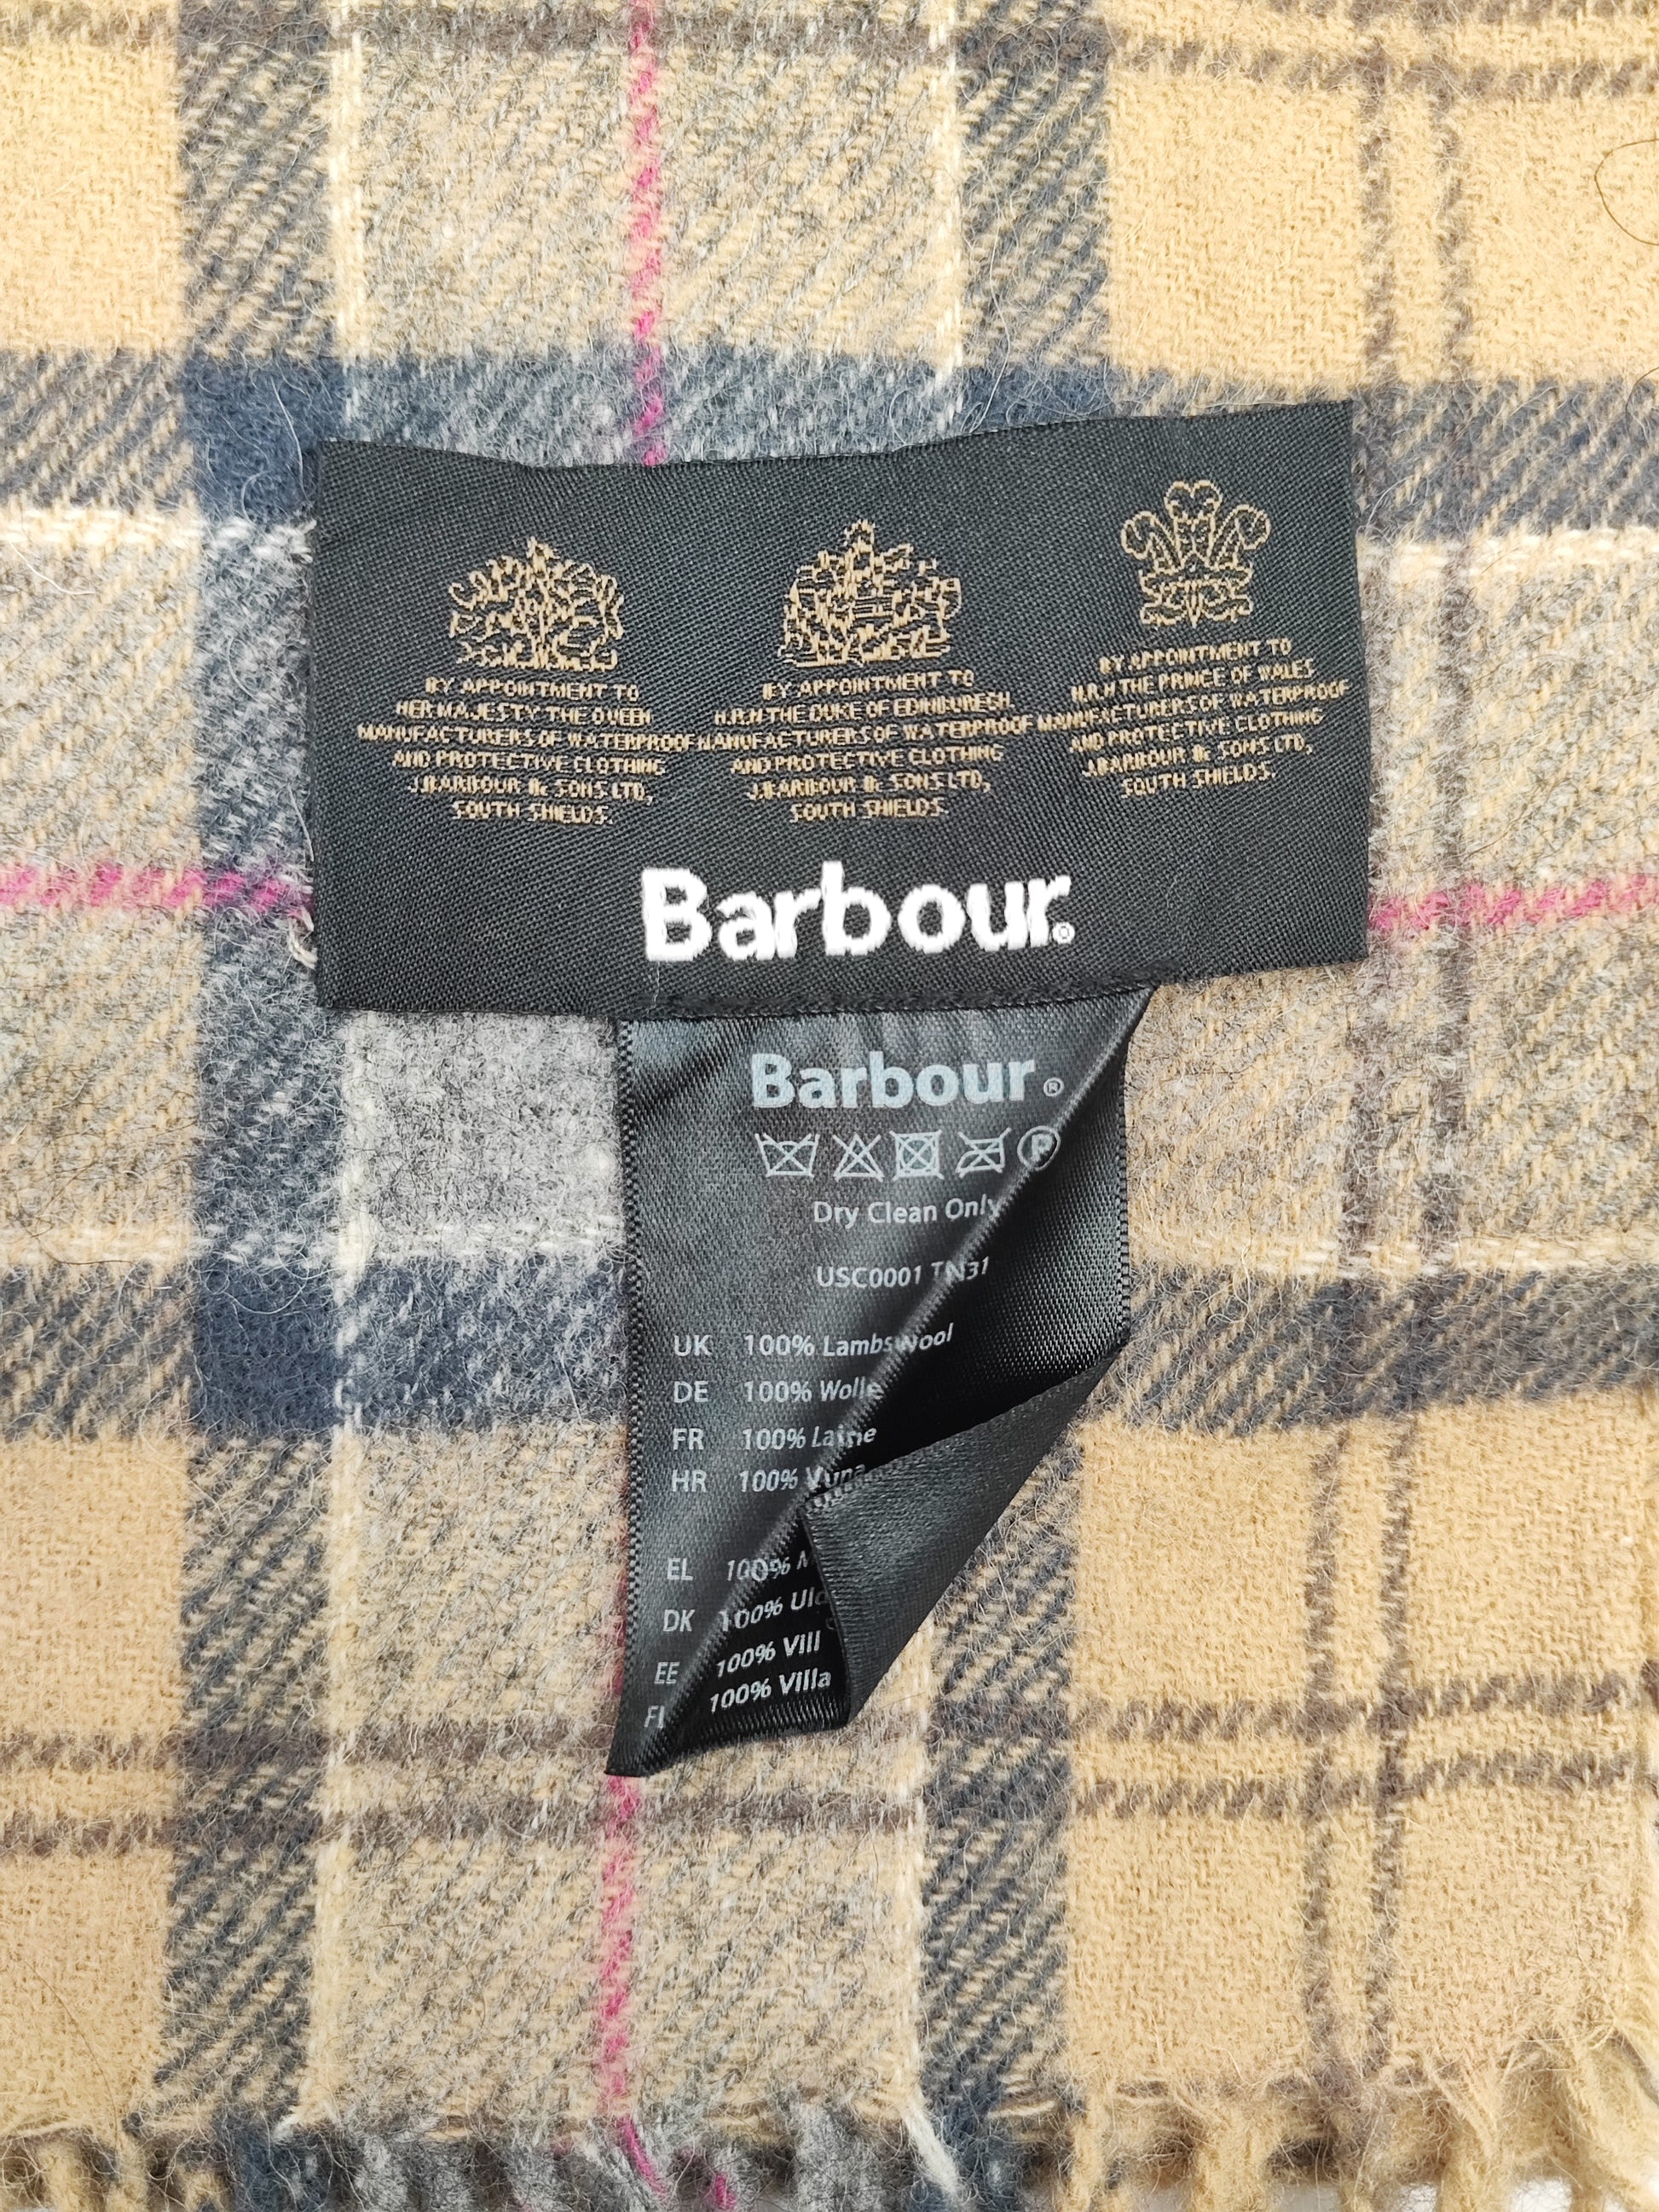 BY APPOINTMENT TO
HER MAJESTY THE QUEEN
MANUFACTURERS OF WATERPROOF
AND PROTECTIVE CLOTHING
J.BARBOUR & SONS LTD,
SOUTH SHIELDS.
BY APPOINTMENT TO
H.R.H THE DUKE OF EDINBURGH
MANUFACTURERS OF WATERPROOF
AND PROTECTIVE CLOTHING
J.BARBOUR & SONS LTD,
SOUTH SHIELDS.
BY APPOINTMENT TO
H.R.H THE PRINCE OF WALES
MANUFACTURERS OF WATERPROOF
AND PROTECTIVE CLOTHING
J.BARBOUR & SONS LTD,
SOUTH SHIELDS.
Barbour®
Barbour®
P
Dry Clean Only
USC0001 TN31
UK 100% Lambswool
DE 100% Wolle
FR 100% Laine
HR 100% Vuna
EL 100%
DK 100%
EE 100% Vill
FI 100% Villa